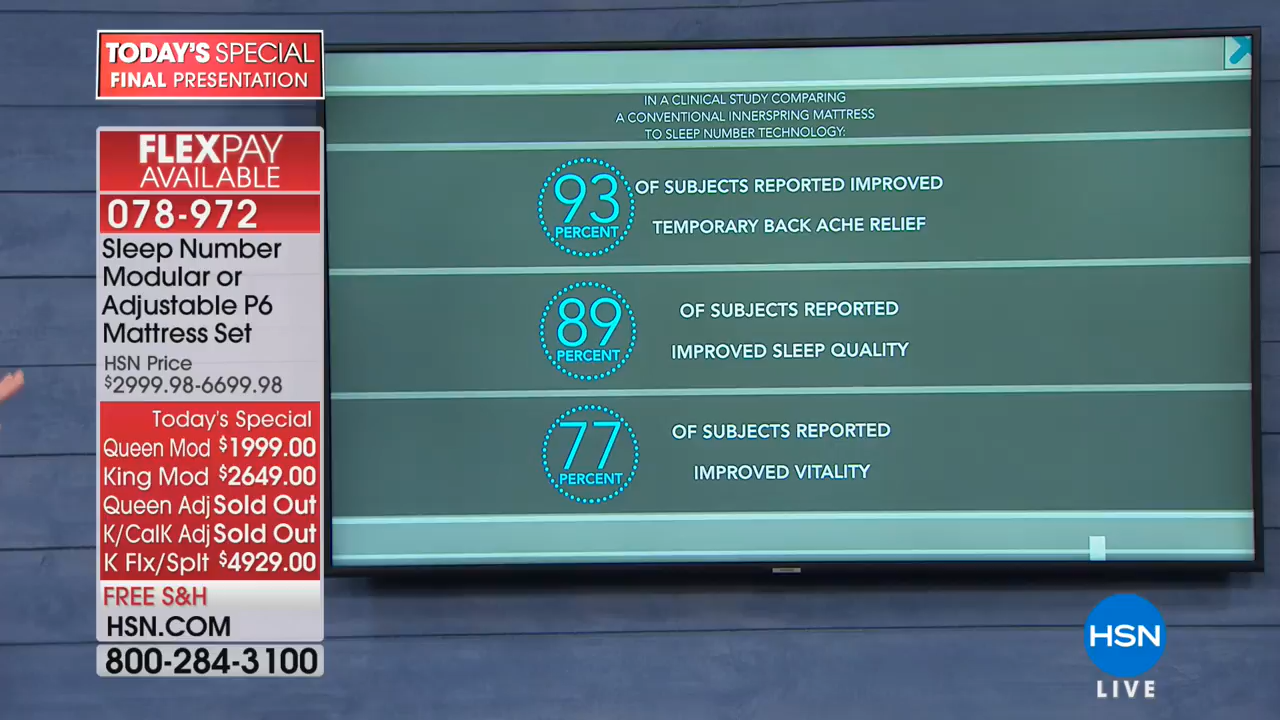 TODAY'S SPECIAL
FINAL PRESENTATION
FLEXPAY
AVAILABLE
078-972
Sleep Number
Modular or
Adjustable P6
Mattress Set
HSN Price
$2999.98-6699.98
Today's Special
Queen Mod $1999.00
King Mod $2649.00
Queen Adj Sold Out
K/CalK Adj Sold Out
K Flx/Splt $4929.00
FREE S&H
HSN.COM
800-284-3100
IN A CLINICAL STUDY COMPARING
A CONVENTIONAL INNERSPRING MATTRESS
TO SLEEP NUMBER TECHNOLOGY:
93
PERCENT
OF SUBJECTS REPORTED IMPROVED
TEMPORARY BACK ACHE RELIEF
89
PERCENT
OF SUBJECTS REPORTED
IMPROVED SLEEP QUALITY
77
PERCENT
OF SUBJECTS REPORTED
IMPROVED VITALITY
HSN
LIVE